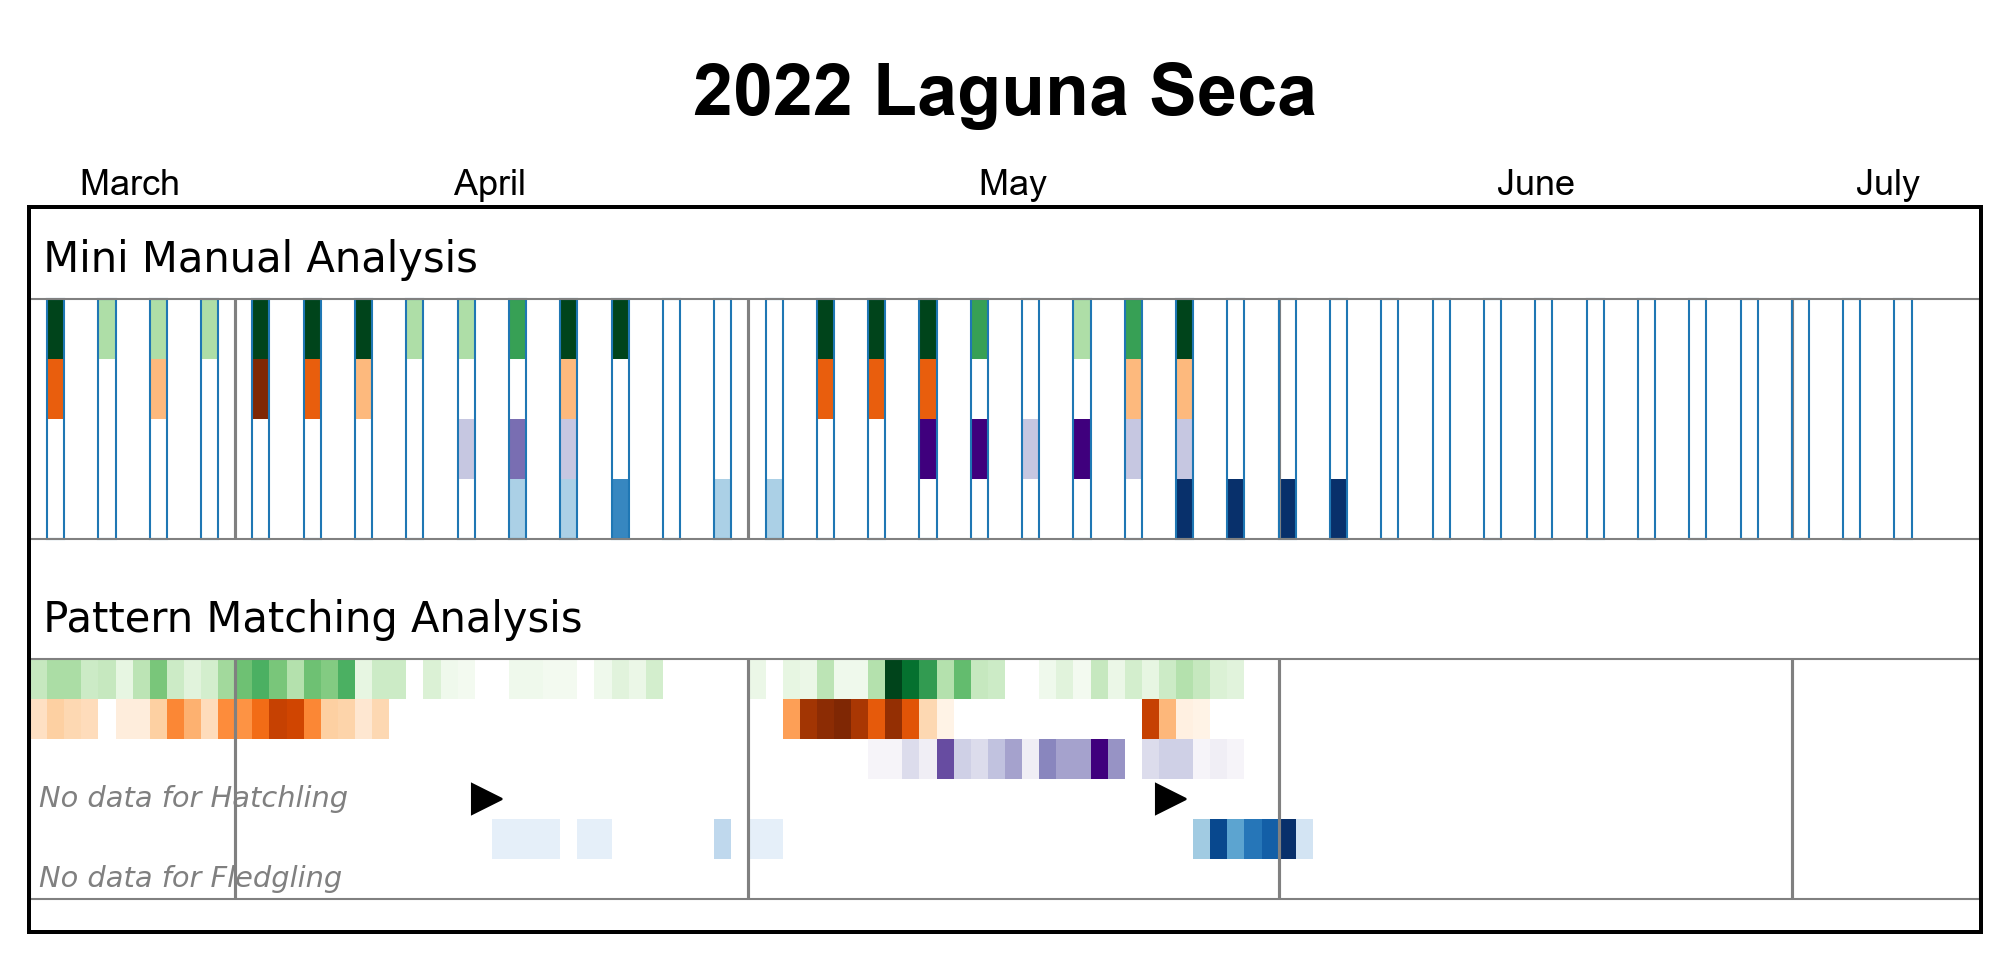 2022 Laguna Seca
March April May June July
Mini Manual Analysis
Pattern Matching Analysis
No data for Hatchling
No data for Fledgling